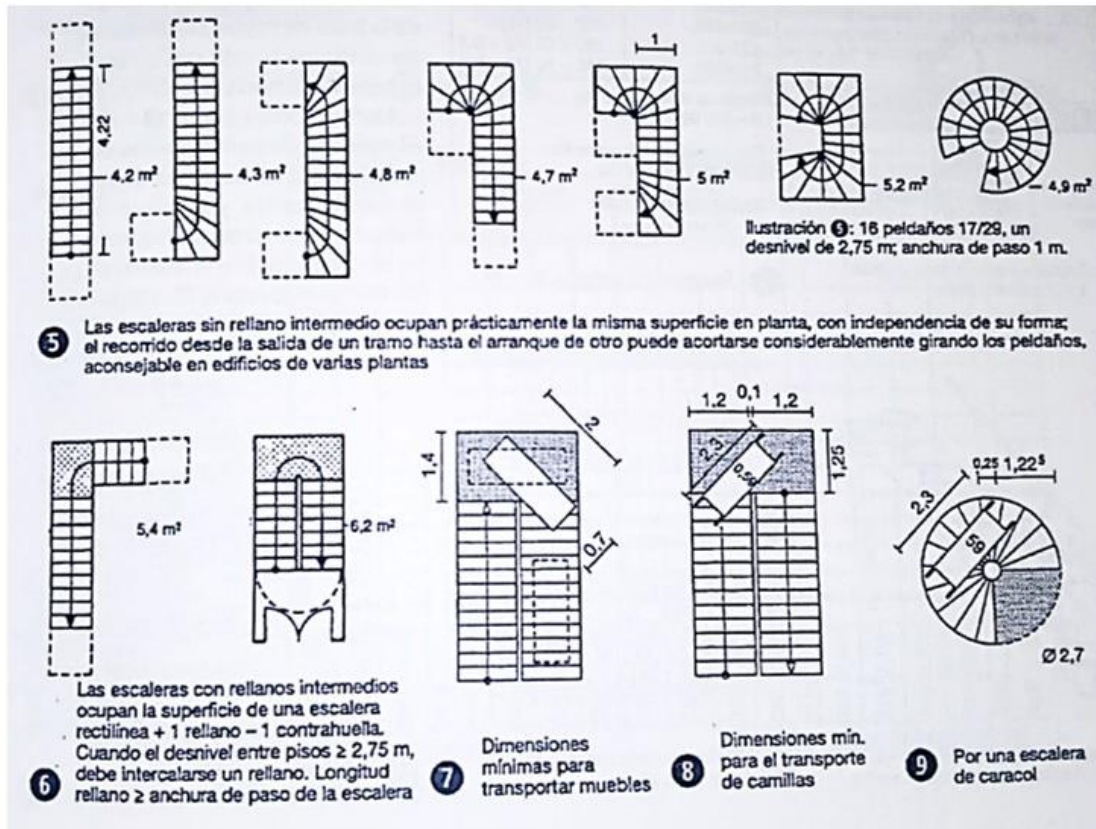 1
4,22
4,2 m²
4,3 m²
4,8 m²
4,7 m²
5 m²
5,2 m²
4,9 m²
Ilustración 5: 16 peldaños 17/29, un
desnivel de 2,75 m; anchura de paso 1 m.
5 Las escaleras sin rellano intermedio ocupan prácticamente la misma superficie en planta, con independencia de su forma;
el recorrido desde la salida de un tramo hasta el arranque de otro puede acortarse considerablemente girando los peldaños,
aconsejable en edificios de varias plantas
5,4 m²
6,2 m²
1,4
2
0,7
1,2 0,1 1,2
2,3
0,59
1,25
0,25 1,22⁵
2,3
59
Ø 2,7
6 Las escaleras con rellanos intermedios
ocupan la superficie de una escalera
rectilínea + 1 rellano – 1 contrahuella.
Cuando el desnivel entre pisos ≥ 2,75 m,
debe intercalarse un rellano. Longitud
rellano ≥ anchura de paso de la escalera
7 Dimensiones
mínimas para
transportar muebles
8 Dimensiones mín.
para el transporte
de camillas
9 Por una escalera
de caracol